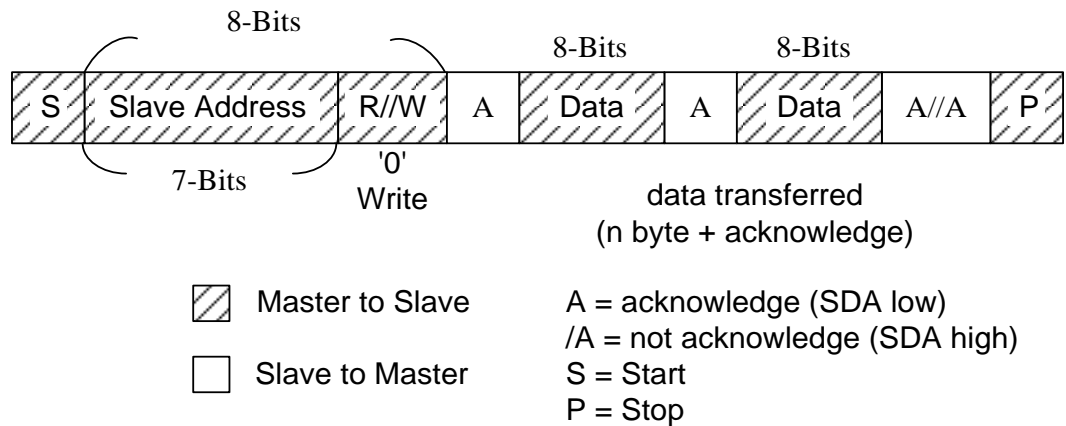 8-Bits
8-Bits
8-Bits
S
Slave Address
R//W
A
Data
A
Data
A//A
P
7-Bits
'0'
Write
data transferred
(n byte + acknowledge)
Master to Slave
Slave to Master
A = acknowledge (SDA low)
/A = not acknowledge (SDA high)
S = Start
P = Stop